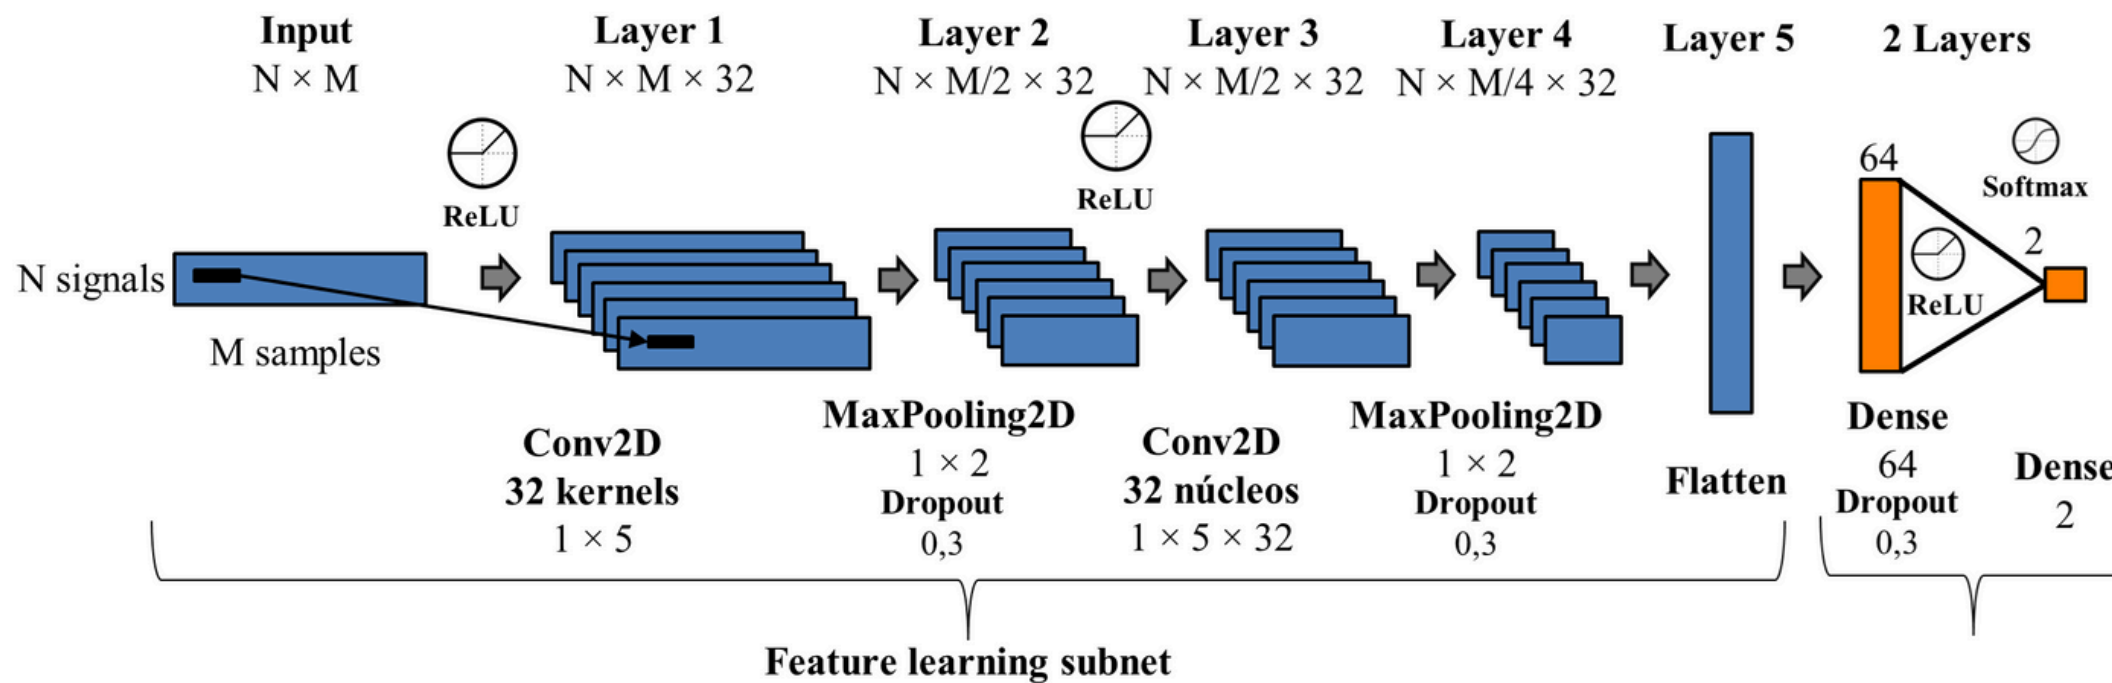 Input
N × M
Layer 1
N × M × 32
Layer 2
N × M/2 × 32
Layer 3
N × M/2 × 32
Layer 4
N × M/4 × 32
Layer 5
2 Layers
ReLU
ReLU
64
Softmax
2
ReLU
N signals
M samples
Conv2D
32 kernels
1 × 5
MaxPooling2D
1 × 2
Dropout
0,3
Conv2D
32 núcleos
1 × 5 × 32
MaxPooling2D
1 × 2
Dropout
0,3
Flatten
Dense
64
Dropout
0,3
Dense
2
Feature learning subnet